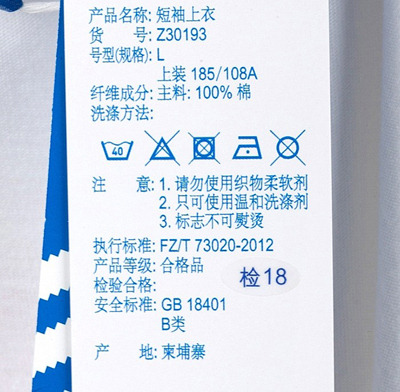 产品名称: 短袖上衣
货 号: Z30193
号型(规格): L
上装 185/108A
纤维成分: 主料: 100% 棉
洗涤方法:
40
注 意: 1. 请勿使用织物柔软剂
2. 只可使用温和洗涤剂
3. 标志不可熨烫
执行标准: FZ/T 73020-2012
产品等级: 合格品
检验合格: 检18
安全标准: GB 18401
B类
产 地: 柬埔寨